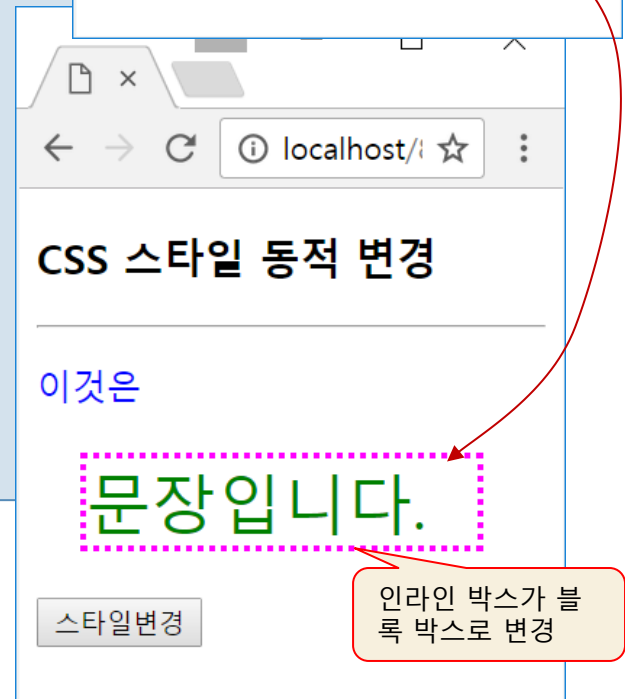 localhost/
CSS 스타일 동적 변경
이것은
문장입니다.
인라인 박스가 블
록 박스로 변경
스타일변경